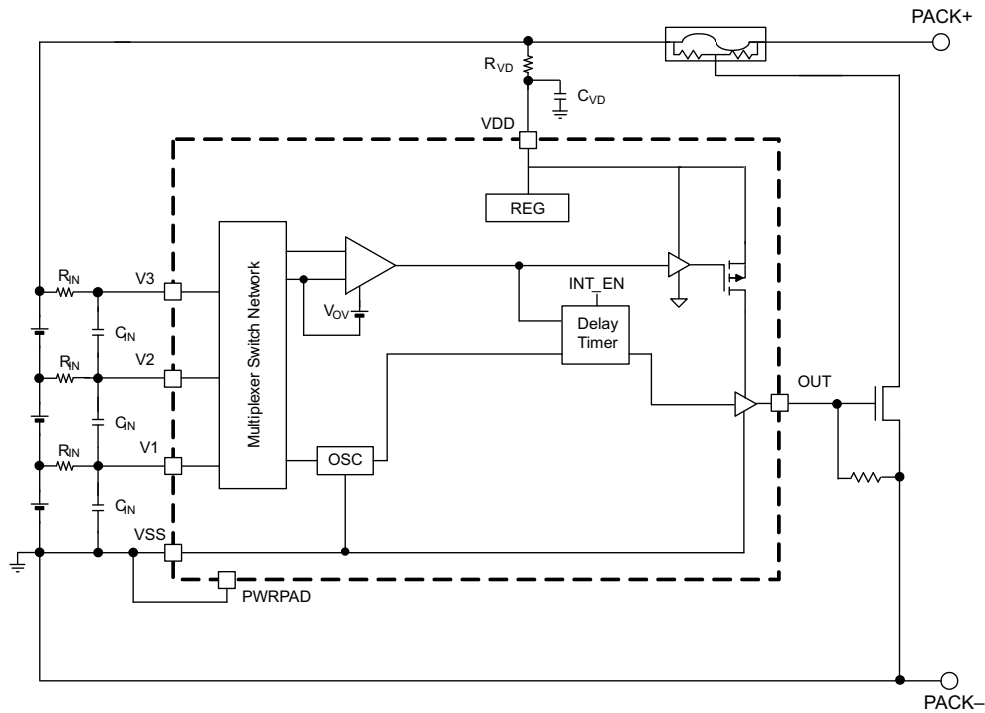 PACK+
RVD
CVD
VDD
REG
RIN
V3
INT_EN
VOV
Delay
Timer
Multiplexer Switch Network
CIN
RIN
V2
OUT
CIN
RIN
V1
OSC
CIN
VSS
PWRPAD
PACK–